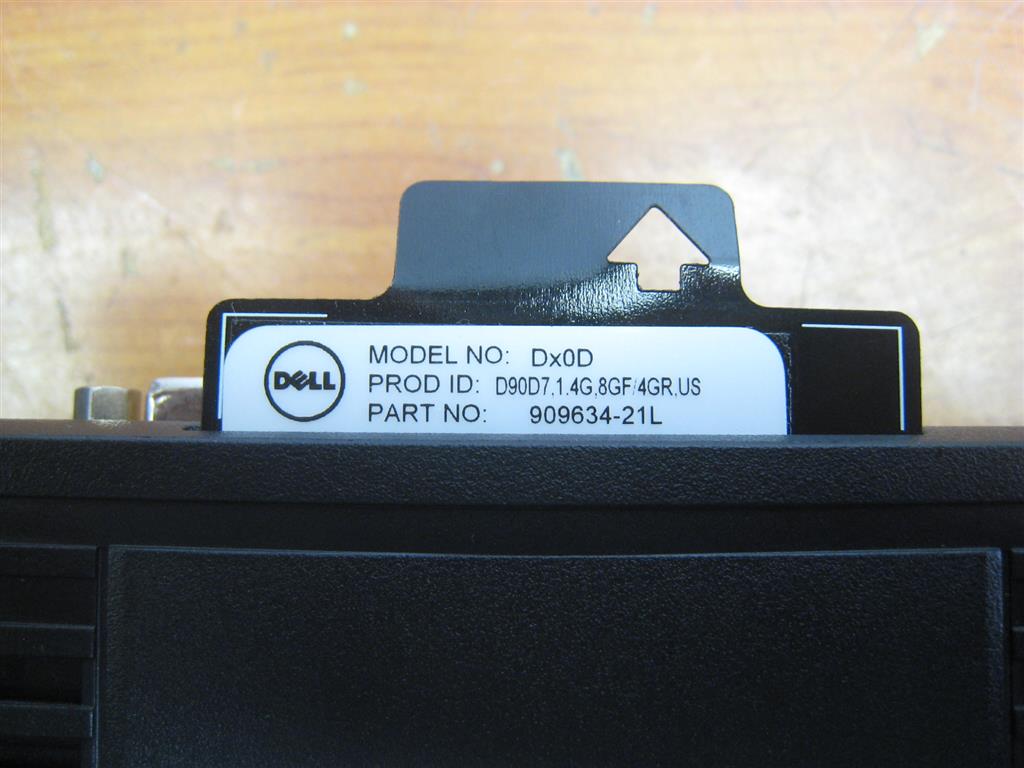 DELL
MODEL NO: Dx0D
PROD ID: D90D7,1.4G,8GF/4GR,US
PART NO: 909634-21L